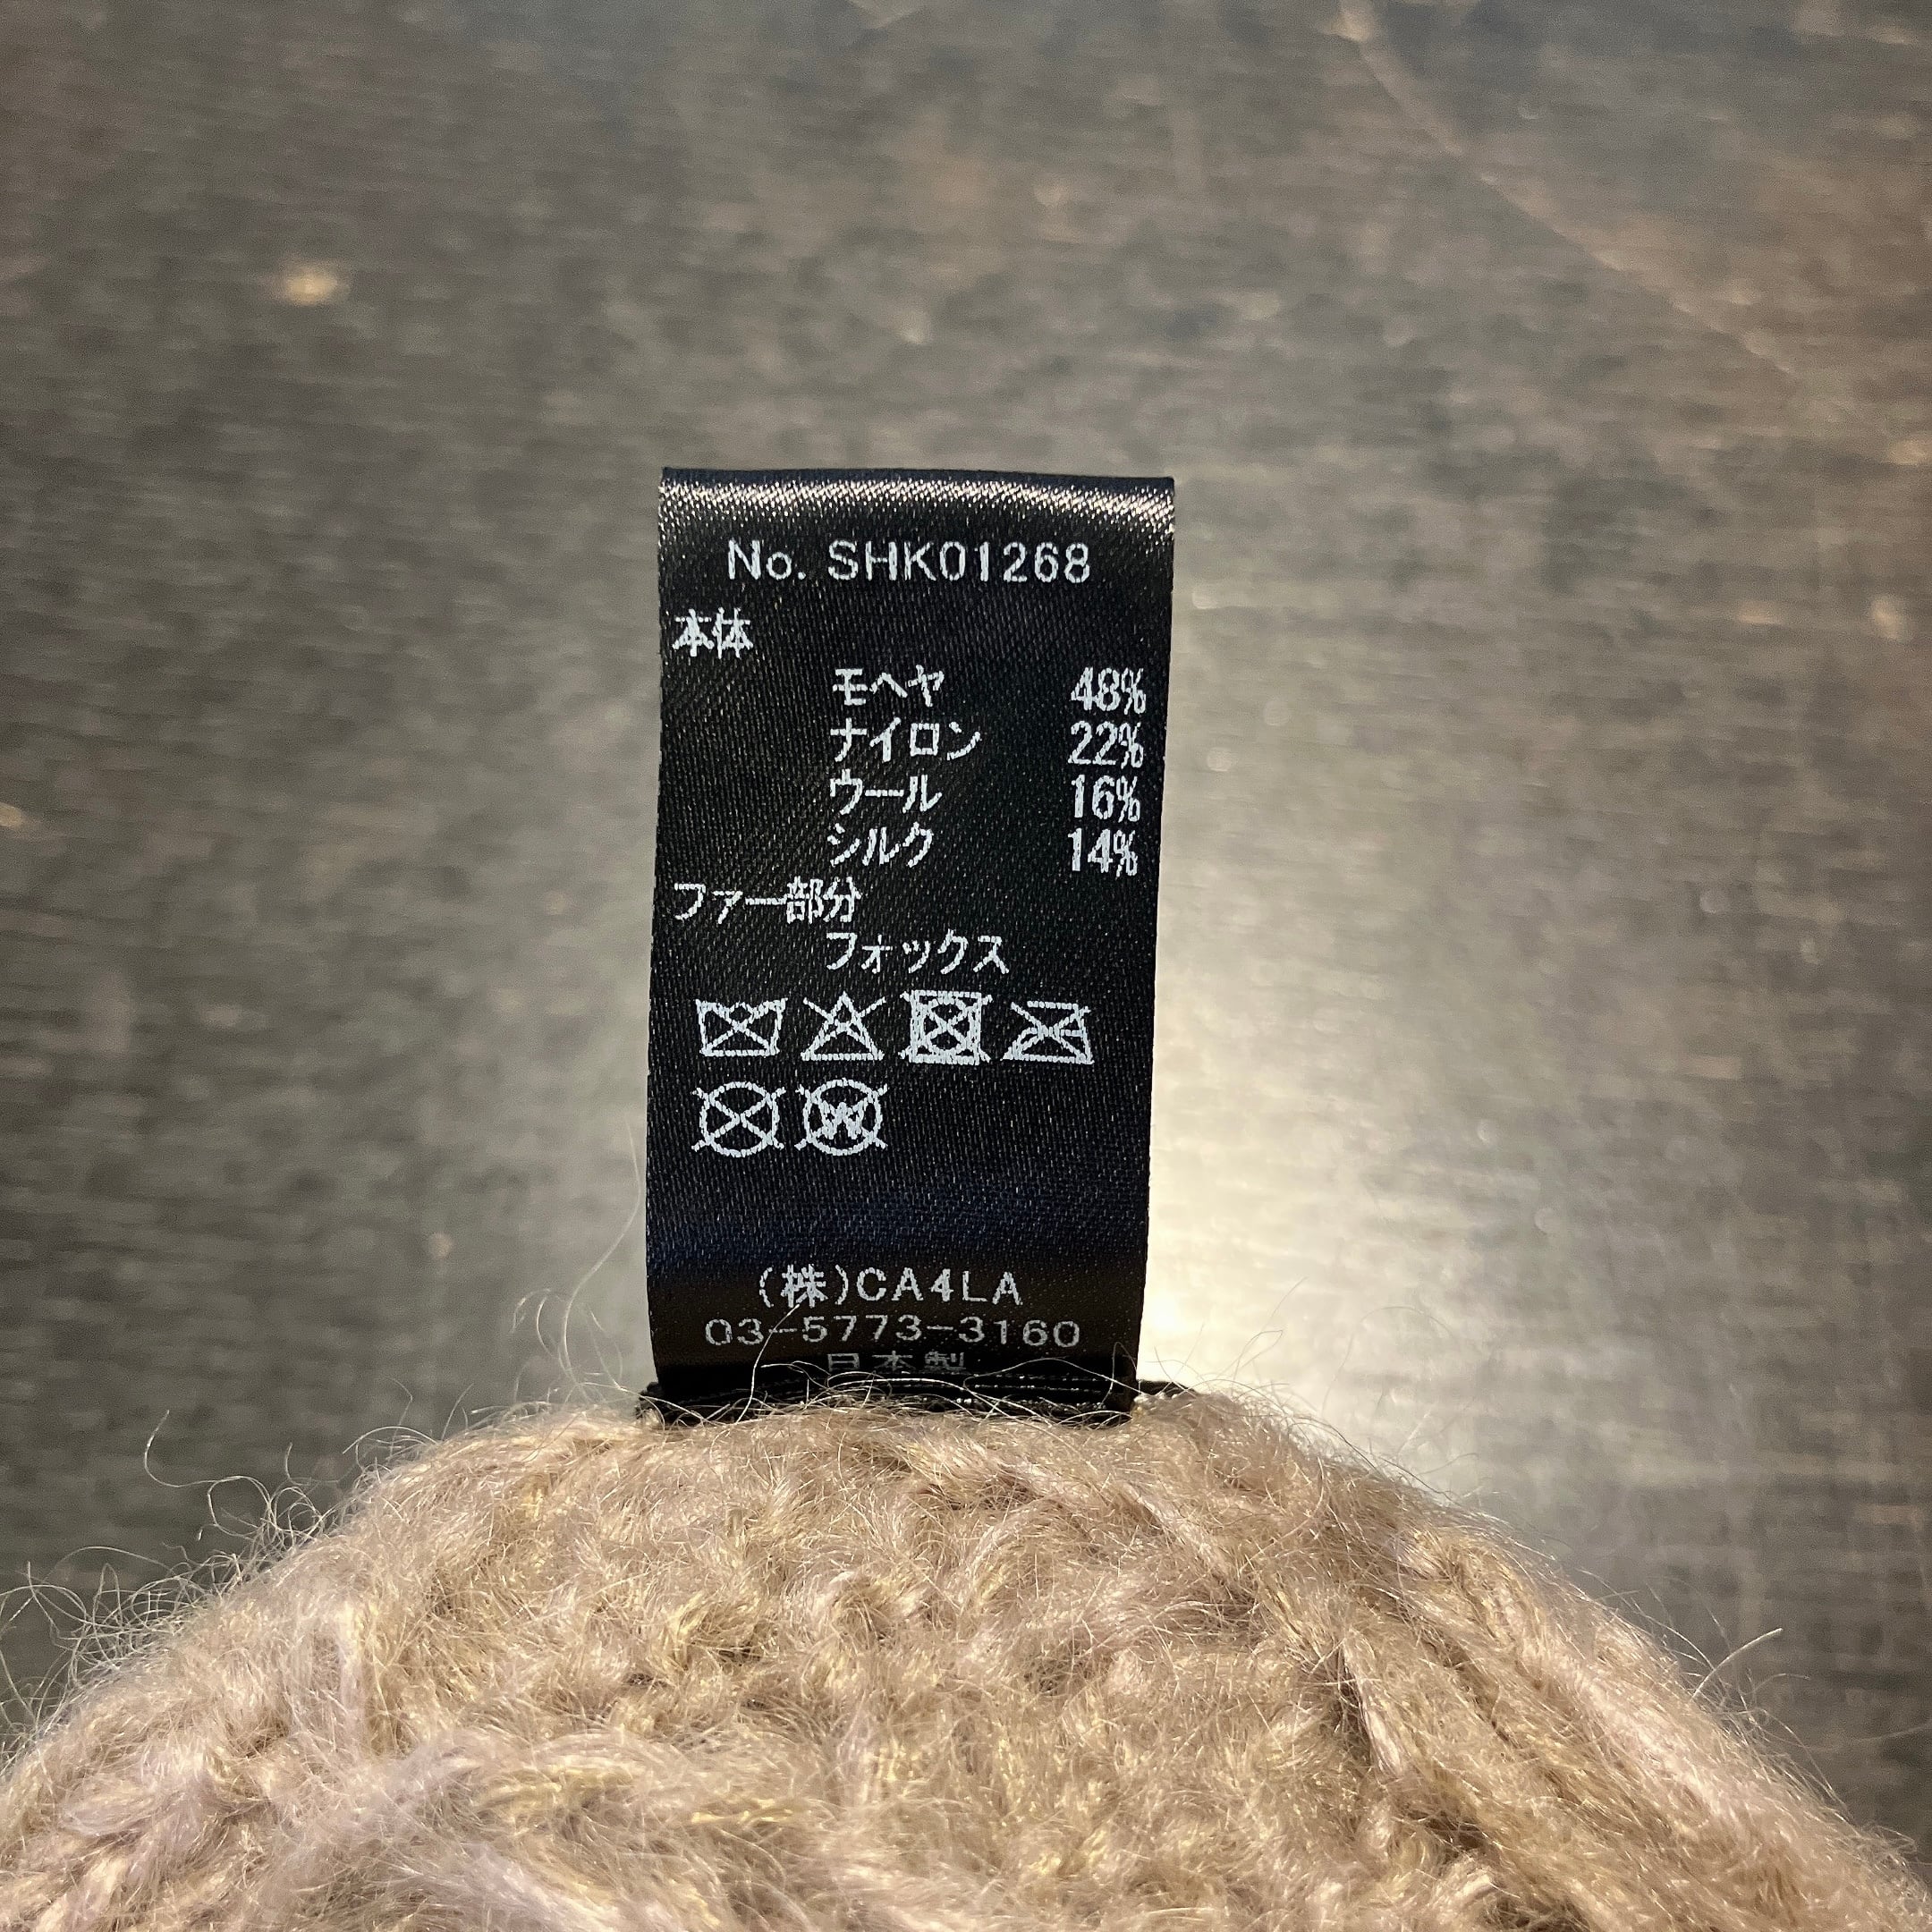 No. SHK01268
本体
モヘヤ 48%
ナイロン 22%
ウール 16%
シルク 14%
ファー部分
フォックス
W
(株)CA4LA
03-5773-3160
日本製